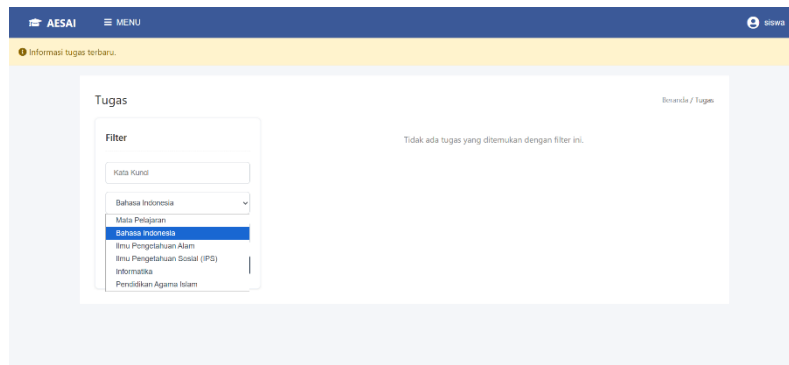 AESAI
MENU
siswa
Informasi tugas terbaru.
Tugas
Beranda / Tugas
Filter
Tidak ada tugas yang ditemukan dengan filter ini.
Kata Kunci
Bahasa Indonesia
Mata Pelajaran
Bahasa Indonesia
Ilmu Pengetahuan Alam
Ilmu Pengetahuan Sosial (IPS)
Informatika
Pendidikan Agama Islam